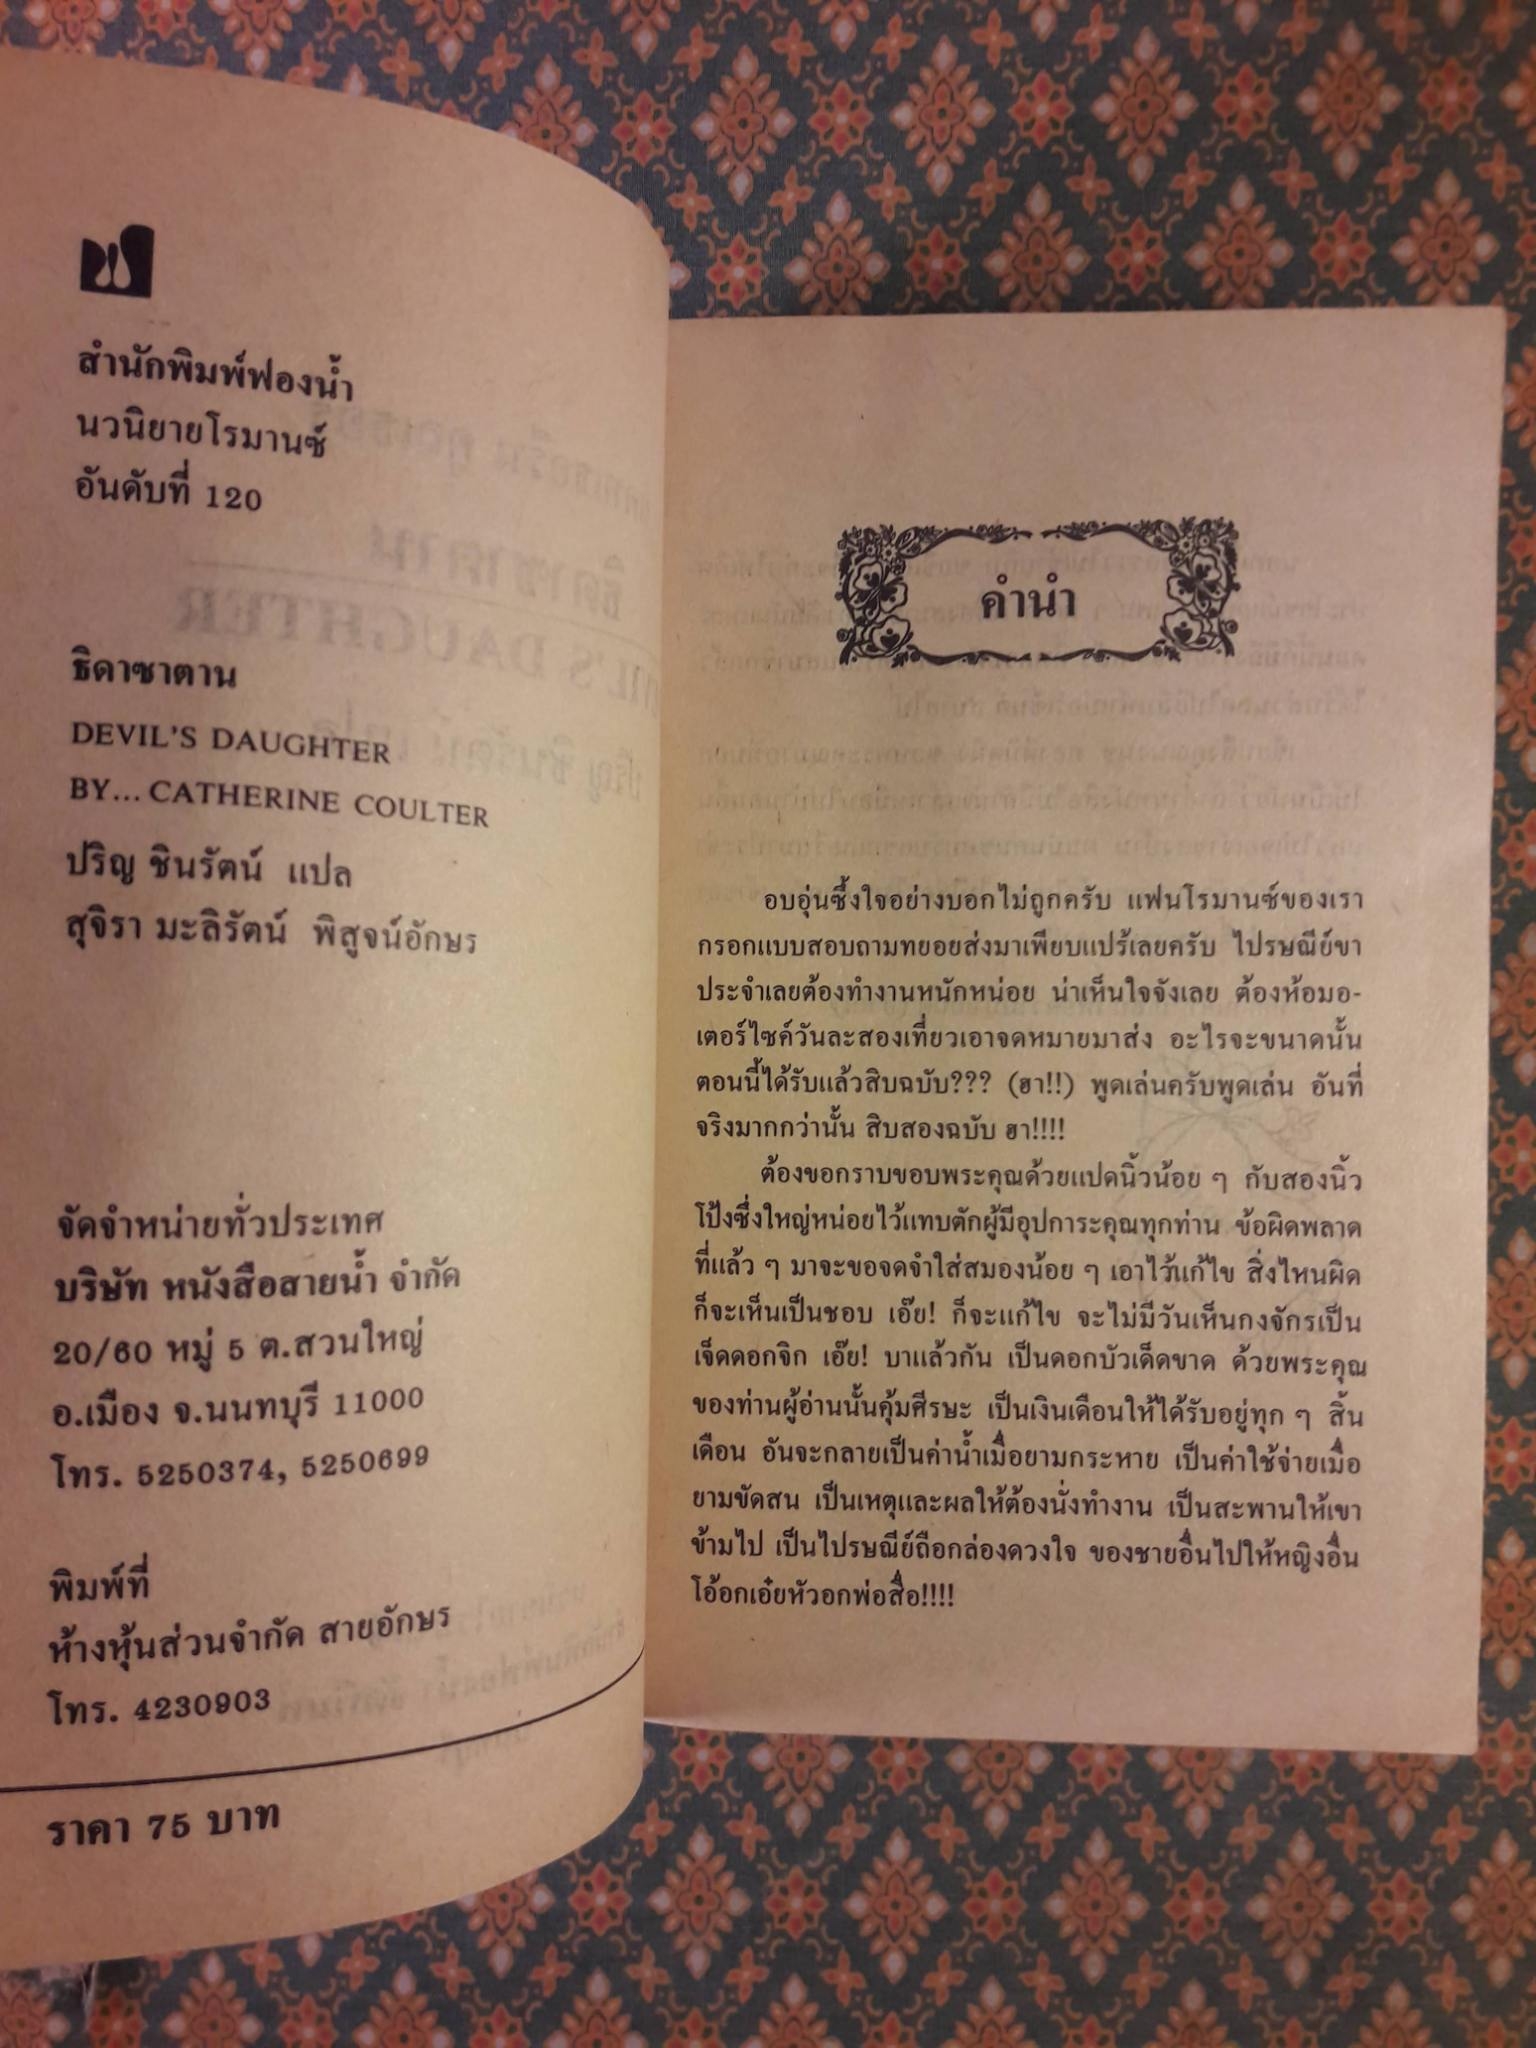 สำนักพิมพ์ฟองน้ำ
นวนิยายโรมานซ์
อันดับที่ 120
ธิดาซาตาน
DEVIL'S DAUGHTER
BY... CATHERINE COULTER
ปริญ ชินรัตน์ แปล
สุจิรา มะลิรัตน์ พิสูจน์อักษร
จัดจำหน่ายทั่วประเทศ
บริษัท หนังสือสายน้ำ จำกัด
20/60 หมู่ 5 ต.สวนใหญ่
อ.เมือง จ.นนทบุรี 11000
โทร. 5250374, 5250699
พิมพ์ที่
ห้างหุ้นส่วนจำกัด สายอักษร
โทร. 4230903
ราคา 75 บาท
คำนำ
อบอุ่นซึ้งใจอย่างบอกไม่ถูกครับ แฟนโรมานซ์ของเรา
กรอกแบบสอบถามทยอยส่งมาเพียบแปร้เลยครับ ไปรษณีย์ขา
ประจำเลยต้องทำงานหนักหน่อย น่าเห็นใจจังเลย ต้องห้อมอ-
เตอร์ไซค์วันละสองเที่ยวเอาจดหมายมาส่ง อะไรจะขนาดนั้น
ตอนนี้ได้รับแล้วสิบฉบับ??? (ฮา!!) พูดเล่นครับพูดเล่น อันที่
จริงมากกว่านั้น สิบสองฉบับ ฮา!!!!
ต้องขอกราบขอบพระคุณด้วยแปดนิ้วน้อย ๆ กับสองนิ้ว
โป้งซึ่งใหญ่หน่อยไว้แทบตักผู้มีอุปการะคุณทุกท่าน ข้อผิดพลาด
ที่แล้ว ๆ มาจะขอจดจำใส่สมองน้อย ๆ เอาไว้แก้ไข สิ่งไหนผิด
ก็จะเห็นเป็นชอบ เอ๊ย! ก็จะแก้ไข จะไม่มีวันเห็นกงจักรเป็น
เจ็ดดอกจิก เอ๊ย! บาแล้วกัน เป็นดอกบัวเด็ดขาด ด้วยพระคุณ
ของท่านผู้อ่านนั้นคุ้มศีรษะ เป็นเงินเดือนให้ได้รับอยู่ทุก ๆ สิ้น
เดือน อันจะกลายเป็นค่าน้ำเมื่อยามกระหาย เป็นค่าใช้จ่ายเมื่อ
ยามขัดสน เป็นเหตุและผลให้ต้องนั่งทำงาน เป็นสะพานให้เขา
ข้ามไป เป็นไปรษณีย์ถือกล่องดวงใจ ของชายอื่นไปให้หญิงอื่น
โอ้อกเอ๋ยหัวอกพ่อสื่อ!!!!